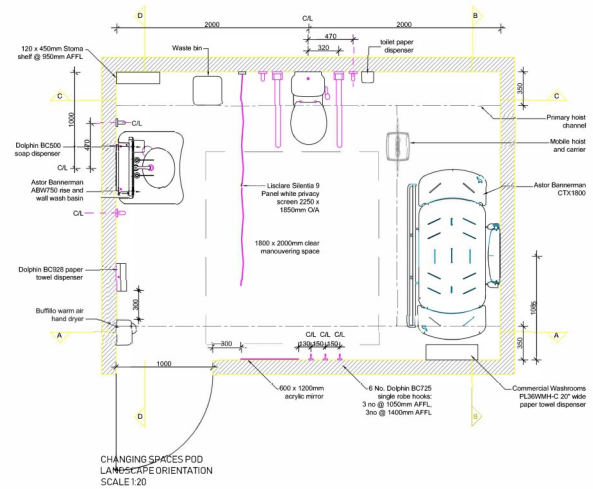 D
C/L
B
2000
2000
470
320
120 x 450mm Stoma
shelf @ 950mm AFFL
Waste bin
toilet paper
dispenser
350
C
C
1000
470
C/L
Primary hoist
channel
Dolphin BC500
soap dispenser
Mobile hoist
and carrier
C/L
Astor Bannerman
ABW750 rise and
wall wash basin
Lisclare Silentia 9
Panel white privacy
screen 2250 x
1850mm O/A
Astor Bannerman
CTX1800
C/L
1800 x 2000mm clear
manouvering space
Dolphin BC928 paper
towel dispenser
1085
300
Buffillo warm air
hand dryer
A
A
300
C/L C/L C/L
130 150 150
350
1000
600 x 1200mm
acrylic mirror
6 No. Dolphin BC725
single robe hooks:
3 no @ 1050mm AFFL,
3no @ 1400mm AFFL
Commercial Washrooms
PL36WMH-C 20" wide
paper towel dispenser
D
B
CHANGING SPACES POD
LANDSCAPE ORIENTATION
SCALE 1:20